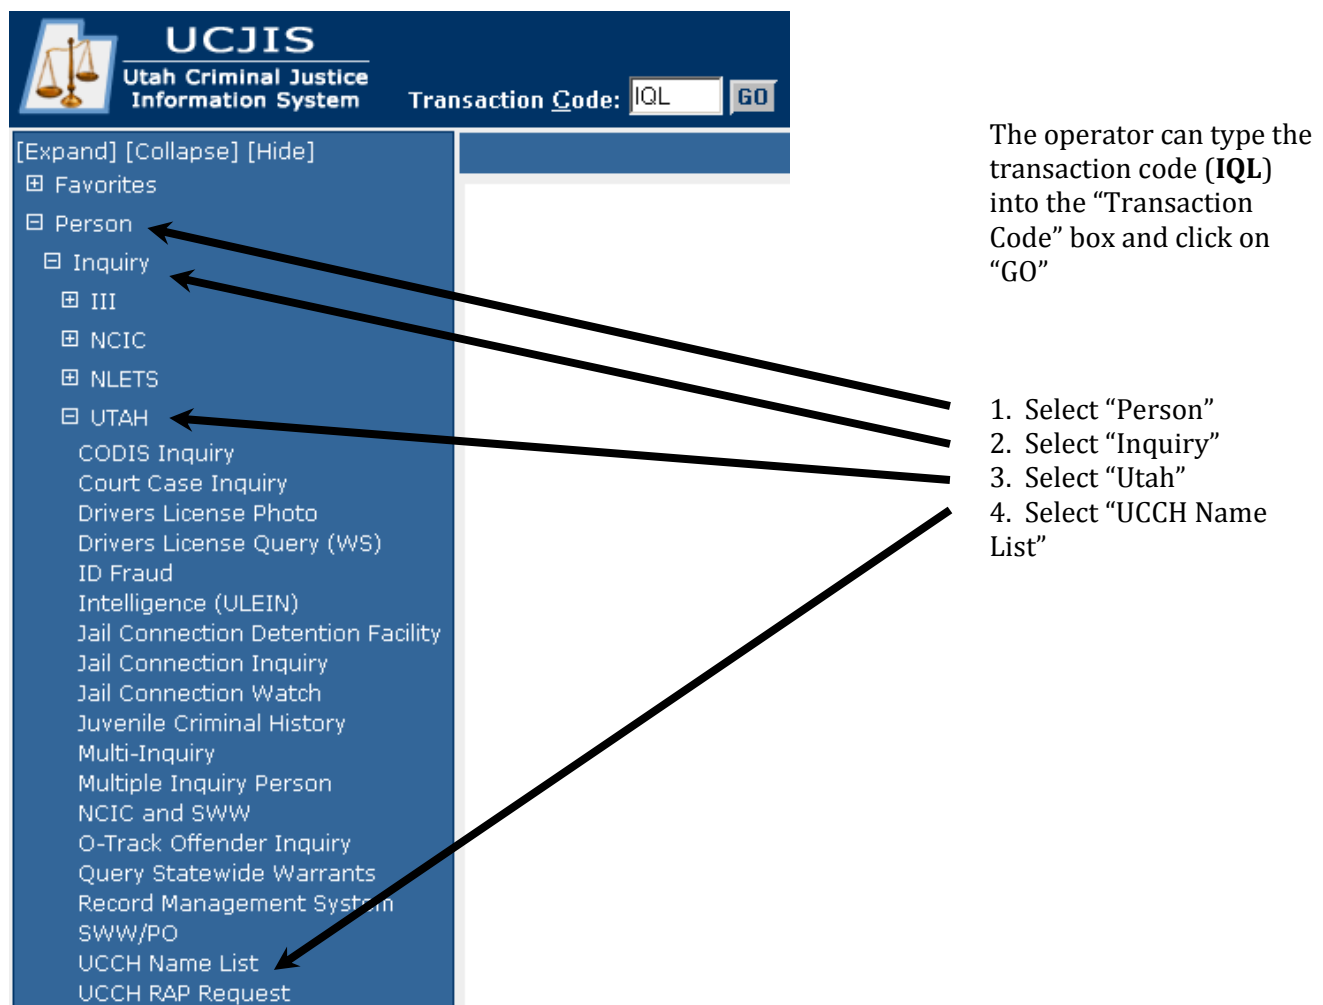 UCJIS
Utah Criminal Justice
Information System
Transaction Code: IQL GO
[Expand] [Collapse] [Hide]
Favorites
Person
Inquiry
III
NCIC
NLETS
UTAH
CODIS Inquiry
Court Case Inquiry
Drivers License Photo
Drivers License Query (WS)
ID Fraud
Intelligence (ULEIN)
Jail Connection Detention Facility
Jail Connection Inquiry
Jail Connection Watch
Juvenile Criminal History
Multi-Inquiry
Multiple Inquiry Person
NCIC and SWW
O-Track Offender Inquiry
Query Statewide Warrants
Record Management System
SWW/PO
UCCH Name List
UCCH RAP Request
The operator can type the
transaction code (IQL)
into the “Transaction
Code” box and click on
“GO”
1. Select “Person”
2. Select “Inquiry”
3. Select “Utah”
4. Select “UCCH Name
List”